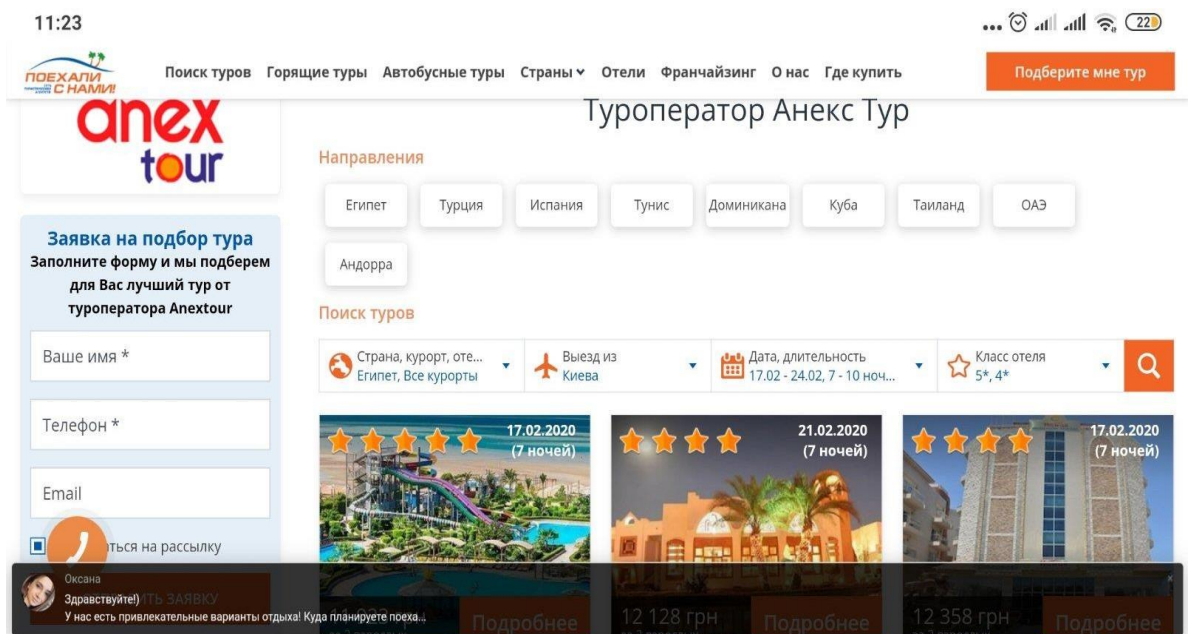 11:23
22
ПОЕХАЛИ
С НАМИ!
Поиск туров Горящие туры Автобусные туры Страны Отели Франчайзинг О нас Где купить
Подберите мне тур
anex
tour
Туроператор Анекс Тур
Направления
Египет Турция Испания Тунис Доминикана Куба Таиланд ОАЭ
Андорра
Заявка на подбор тура
Заполните форму и мы подберем
для Вас лучший тур от
туроператора Anextour
Ваше имя *
Телефон *
Email
ться на рассылку
ИТЬ ЗАЯВКУ
Поиск туров
Страна, курорт, оте...
Египет, Все курорты
Выезд из
Киева
Дата, длительность
17.02 - 24.02, 7 - 10 ноч...
Класс отеля
5*, 4*
17.02.2020
(7 ночей)
21.02.2020
(7 ночей)
17.02.2020
(7 ночей)
грн Подробнее
12 128 грн Подробнее
12 358 грн Подробнее
Оксана
Здравствуйте!)
У нас есть привлекательные варианты отдыха! Куда планируете поеха...